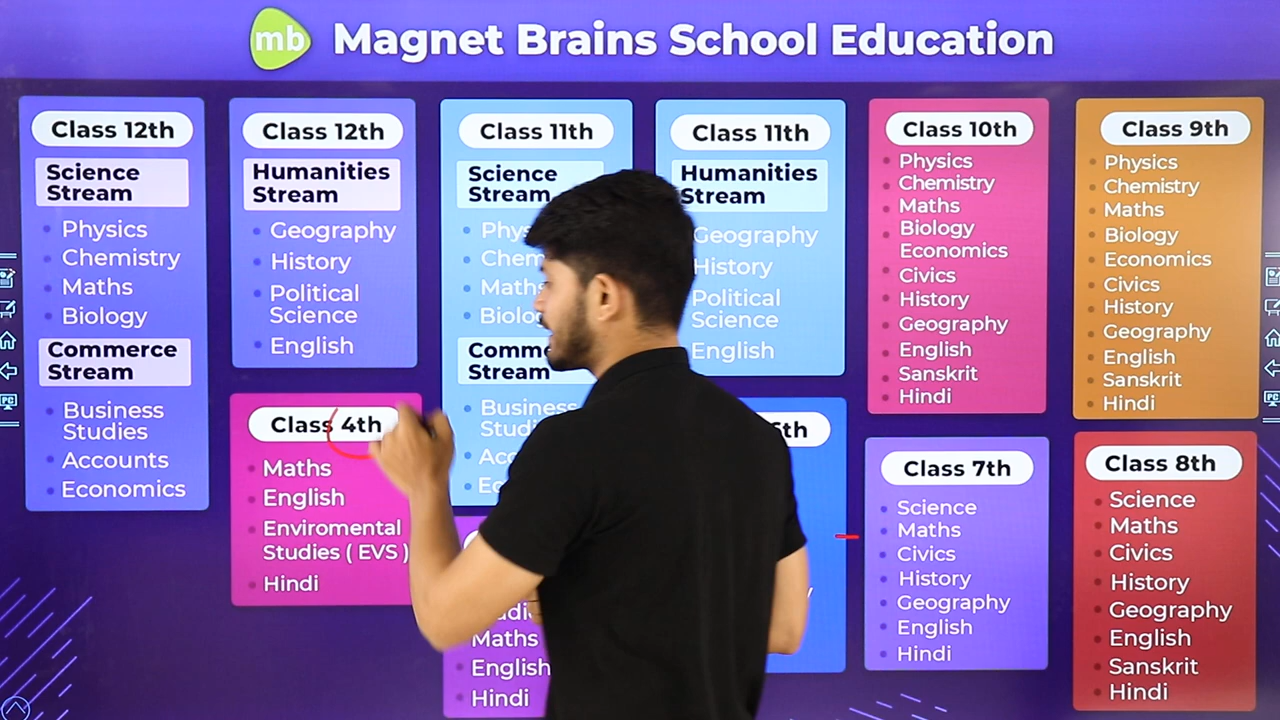 mb Magnet Brains School Education
Class 12th
Science
Stream
Physics
Chemistry
Maths
Biology
Commerce
Stream
Business
Studies
Accounts
Economics
Class 12th
Humanities
Stream
Geography
History
Political
Science
English
Class 4th
Maths
English
Enviromental
Studies ( EVS )
Hindi
Class 11th
Science
Stream
Business
Maths
English
Hindi
Class 11th
Humanities
Stream
Geography
History
Political
Science
English
6th
Class 10th
Physics
Chemistry
Maths
Biology
Economics
Civics
History
Geography
English
Sanskrit
Hindi
Class 7th
Science
Maths
Civics
History
Geography
English
Hindi
Class 9th
Physics
Chemistry
Maths
Biology
Economics
Civics
History
Geography
English
Sanskrit
Hindi
Class 8th
Science
Maths
Civics
History
Geography
English
Sanskrit
Hindi
PC
PC